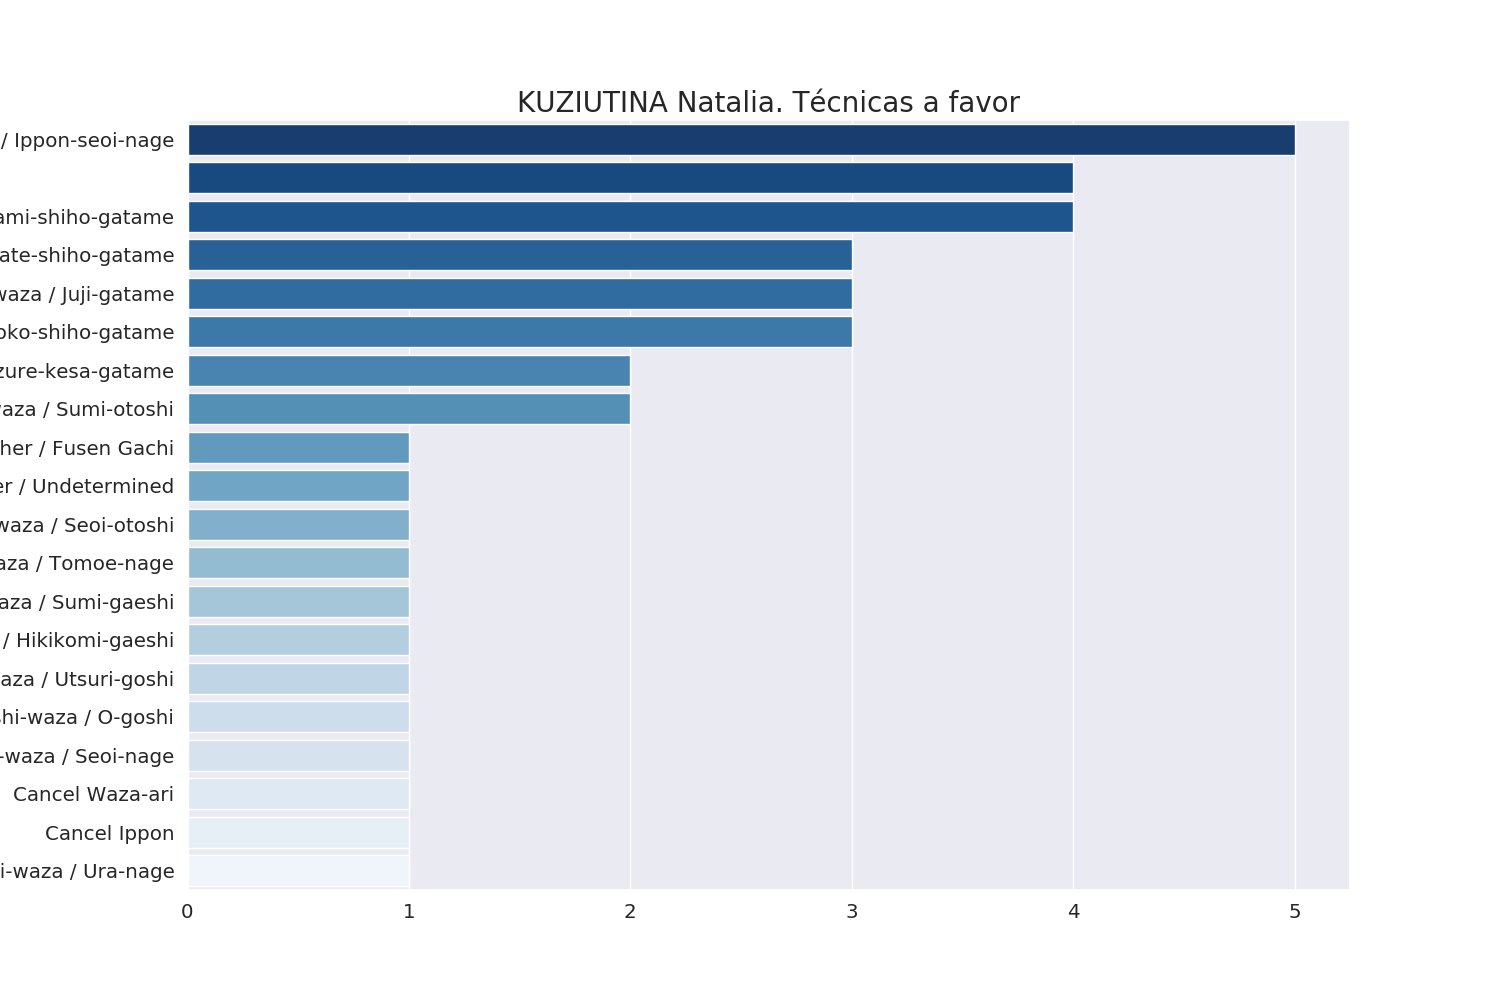 KUZIUTINA Natalia. Técnicas a favor
/ Ippon-seoi-nage
ami-shiho-gatame
ate-shiho-gatame
waza / Juji-gatame
oko-shiho-gatame
zure-kesa-gatame
aza / Sumi-otoshi
her / Fusen Gachi
er / Undetermined
waza / Seoi-otoshi
aza / Tomoe-nage
aza / Sumi-gaeshi
/ Hikikomi-gaeshi
aza / Utsuri-goshi
hi-waza / O-goshi
-waza / Seoi-nage
Cancel Waza-ari
Cancel Ippon
i-waza / Ura-nage
0 1 2 3 4 5